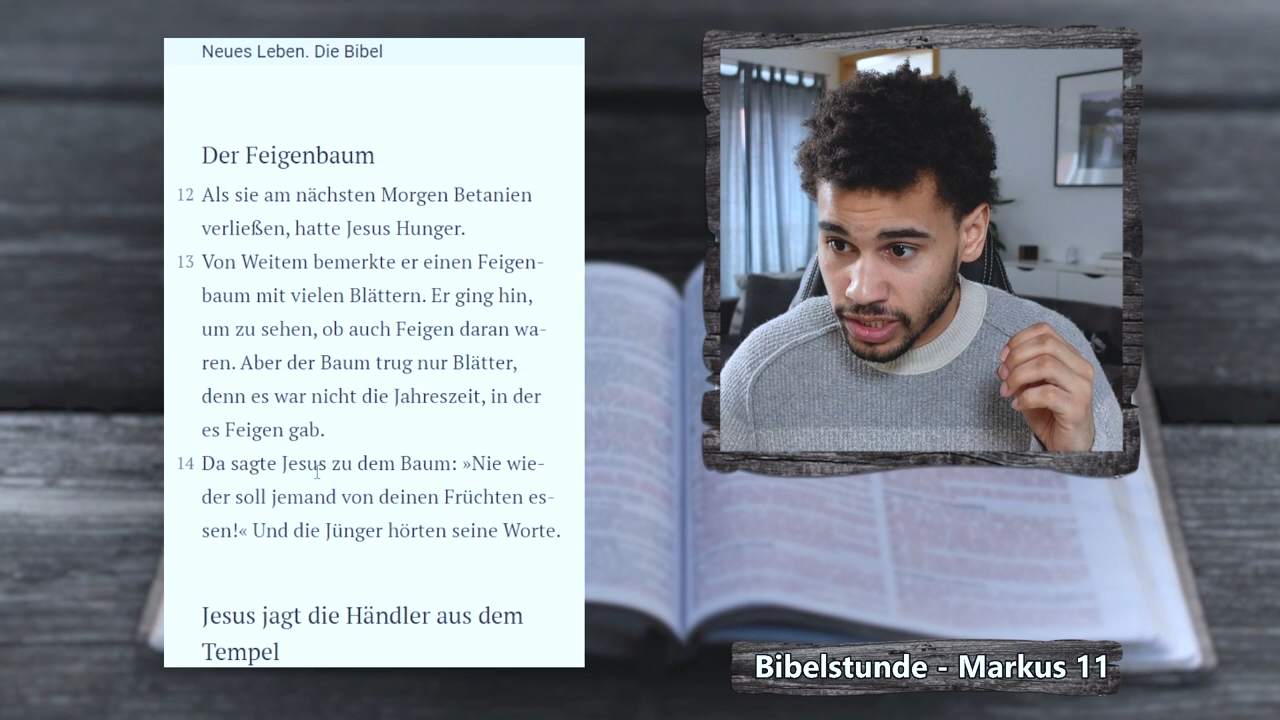 Neues Leben. Die Bibel
Der Feigenbaum
12 Als sie am nächsten Morgen Betanien
verließen, hatte Jesus Hunger.
13 Von Weitem bemerkte er einen Feigen-
baum mit vielen Blättern. Er ging hin,
um zu sehen, ob auch Feigen daran wa-
ren. Aber der Baum trug nur Blätter,
denn es war nicht die Jahreszeit, in der
es Feigen gab.
14 Da sagte Jesus zu dem Baum: »Nie wie-
der soll jemand von deinen Früchten es-
sen!« Und die Jünger hörten seine Worte.
Jesus jagt die Händler aus dem
Tempel
Bibelstunde - Markus 11